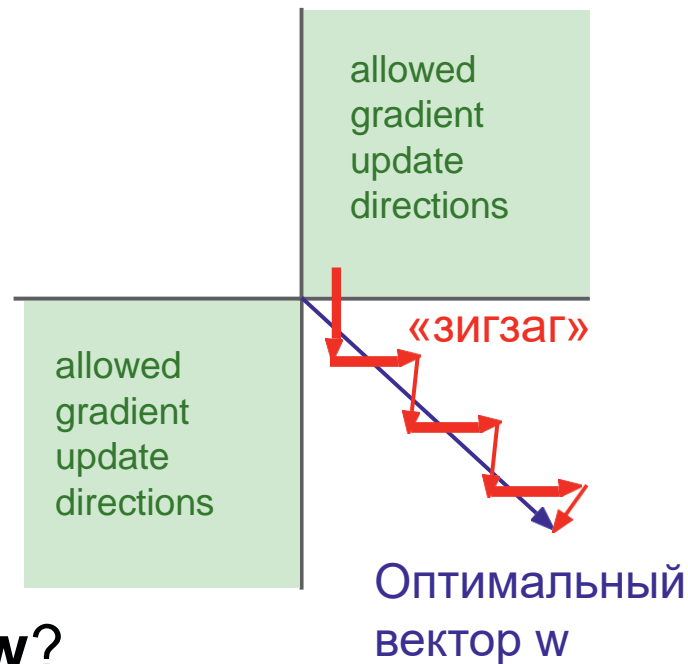 allowed
gradient
update
directions
«зигзаг»
allowed
gradient
update
directions
Оптимальный
вектор w
w?